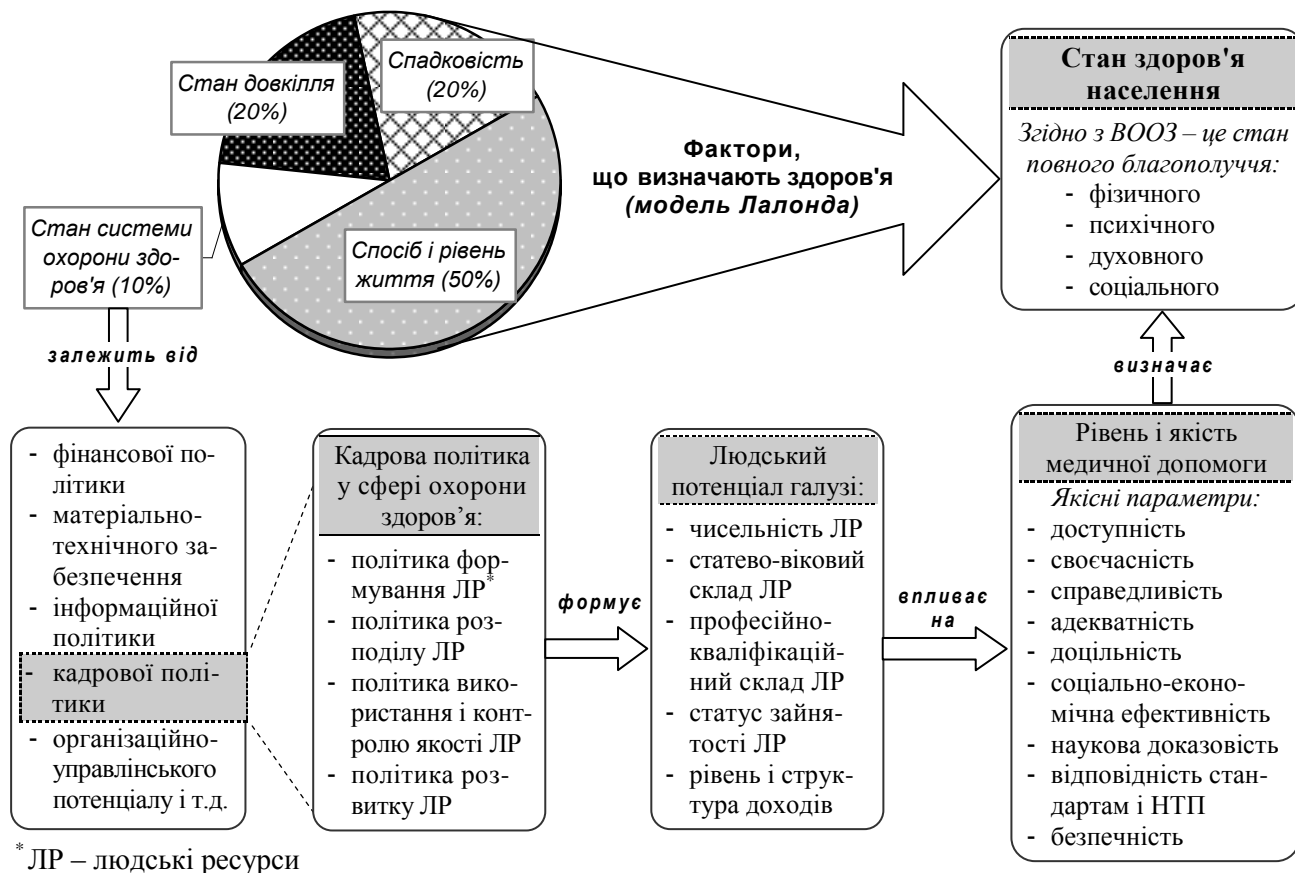 Стан довкілля
(20%)
Спадковість
(20%)
Стан системи
охорони здо-
ров'я (10%)
Спосіб і рівень
життя (50%)
Фактори,
що визначають здоров'я
(модель Лалонда)
Стан здоров'я
населення
Згідно з ВООЗ – це стан
повного благополуччя:
- фізичного
- психічного
- духовного
- соціального
залежить від
визначає
- фінансової по-
літики
- матеріально-
технічного за-
безпечення
- інформаційної
політики
- кадрової полі-
тики
- організаційно-
управлінського
потенціалу і т.д.
Кадрова політика
у сфері охорони
здоров’я:
- політика фор-
мування ЛР*
- політика роз-
поділу ЛР
- політика вико-
ристання і конт-
ролю якості ЛР
- політика роз-
витку ЛР
формує
Людський
потенціал галузі:
- чисельність ЛР
- статево-віковий
склад ЛР
- професійно-
кваліфікацій-
ний склад ЛР
- статус зайня-
тості ЛР
- рівень і струк-
тура доходів
впливає
на
Рівень і якість
медичної допомоги
Якісні параметри:
- доступність
- своєчасність
- справедливість
- адекватність
- доцільність
- соціально-еконо-
мічна ефективність
- наукова доказовість
- відповідність стан-
дартам і НТП
- безпечність
* ЛР – людські ресурси